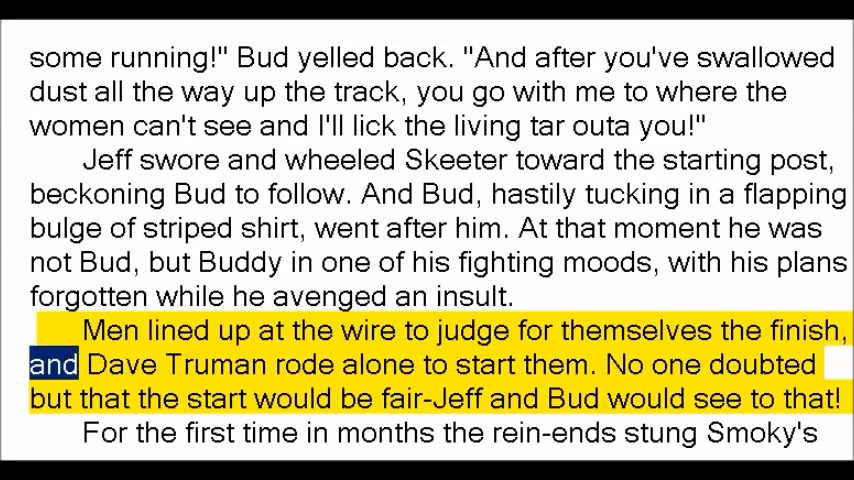 some running!" Bud yelled back. "And after you've swallowed
dust all the way up the track, you go with me to where the
women can't see and I'll lick the living tar outa you!"
Jeff swore and wheeled Skeeter toward the starting post,
beckoning Bud to follow. And Bud, hastily tucking in a flapping
bulge of striped shirt, went after him. At that moment he was
not Bud, but Buddy in one of his fighting moods, with his plans
forgotten while he avenged an insult.
Men lined up at the wire to judge for themselves the finish,
and Dave Truman rode alone to start them. No one doubted
but that the start would be fair-Jeff and Bud would see to that!
For the first time in months the rein-ends stung Smoky's